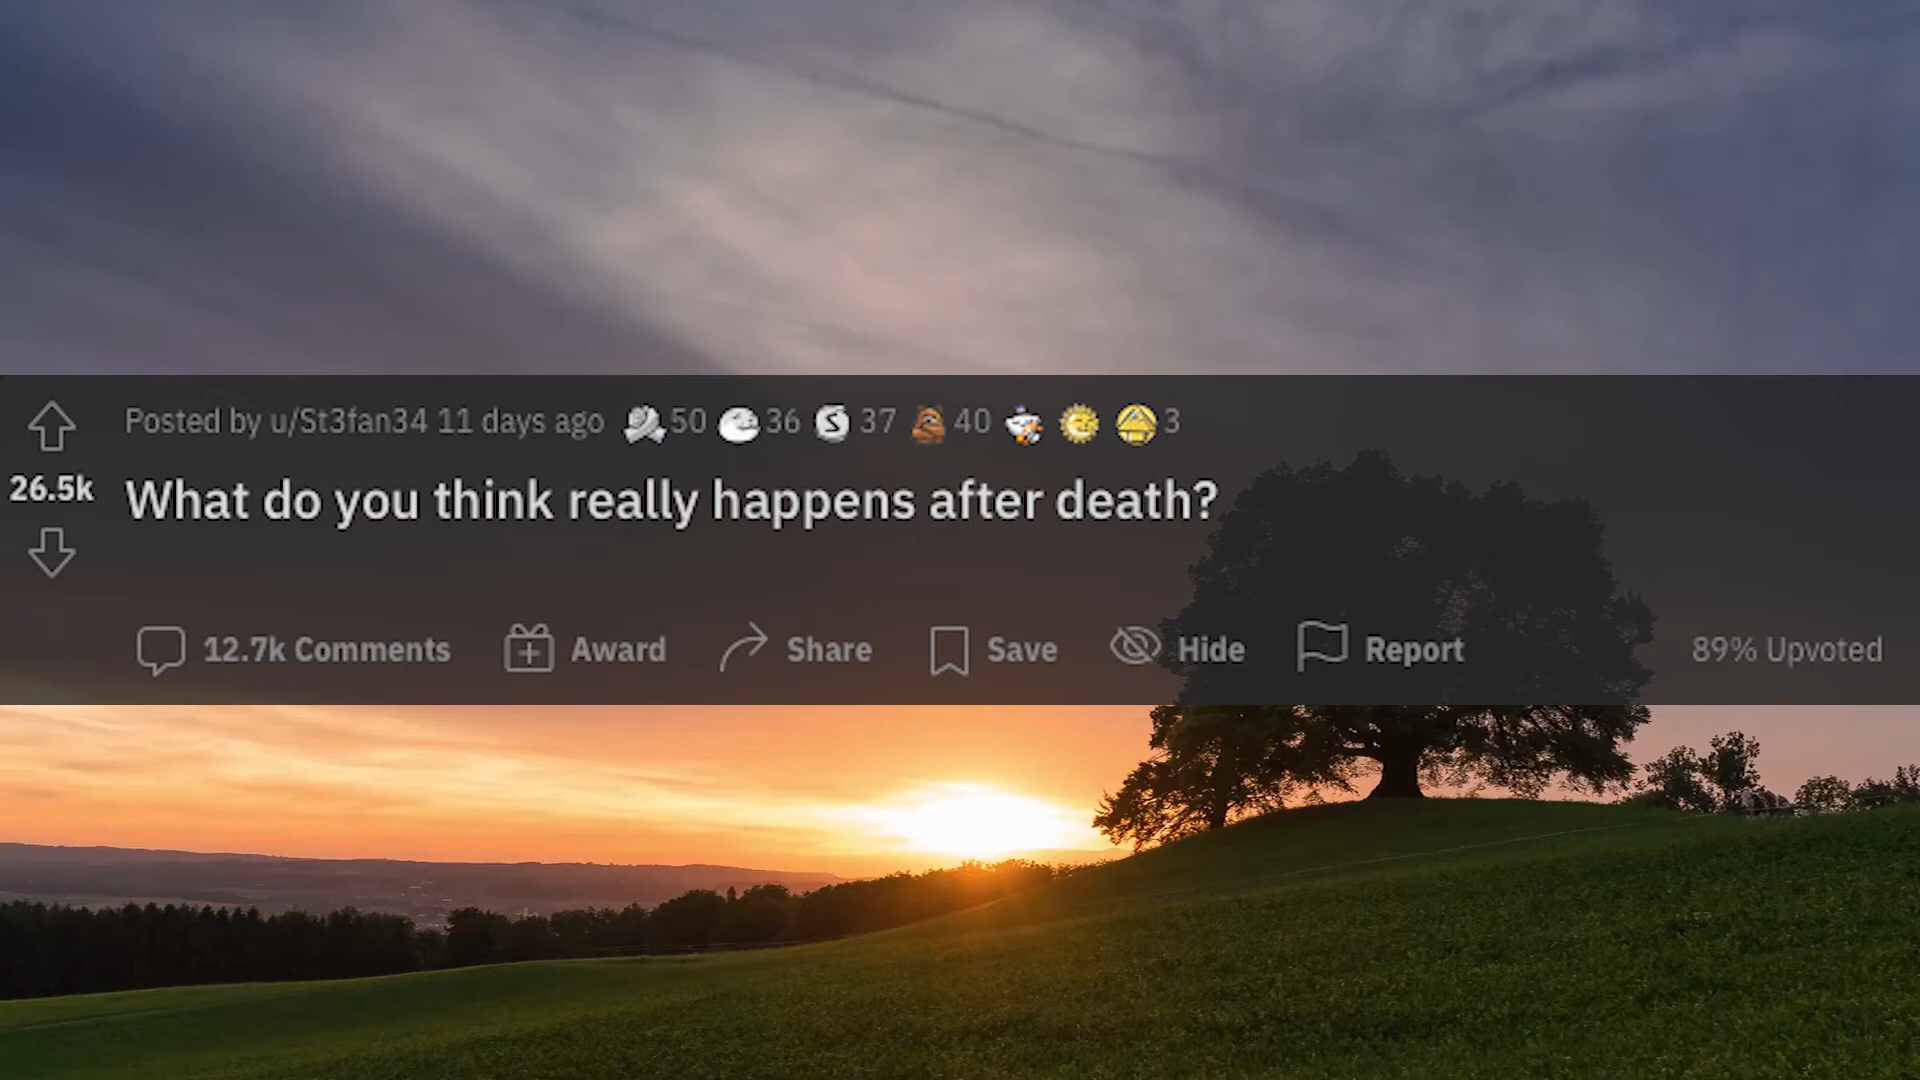 Posted by u/St3fan34 11 days ago 50 36 37 40 3
26.5k
What do you think really happens after death?
12.7k Comments Award Share Save Hide Report 89% Upvoted